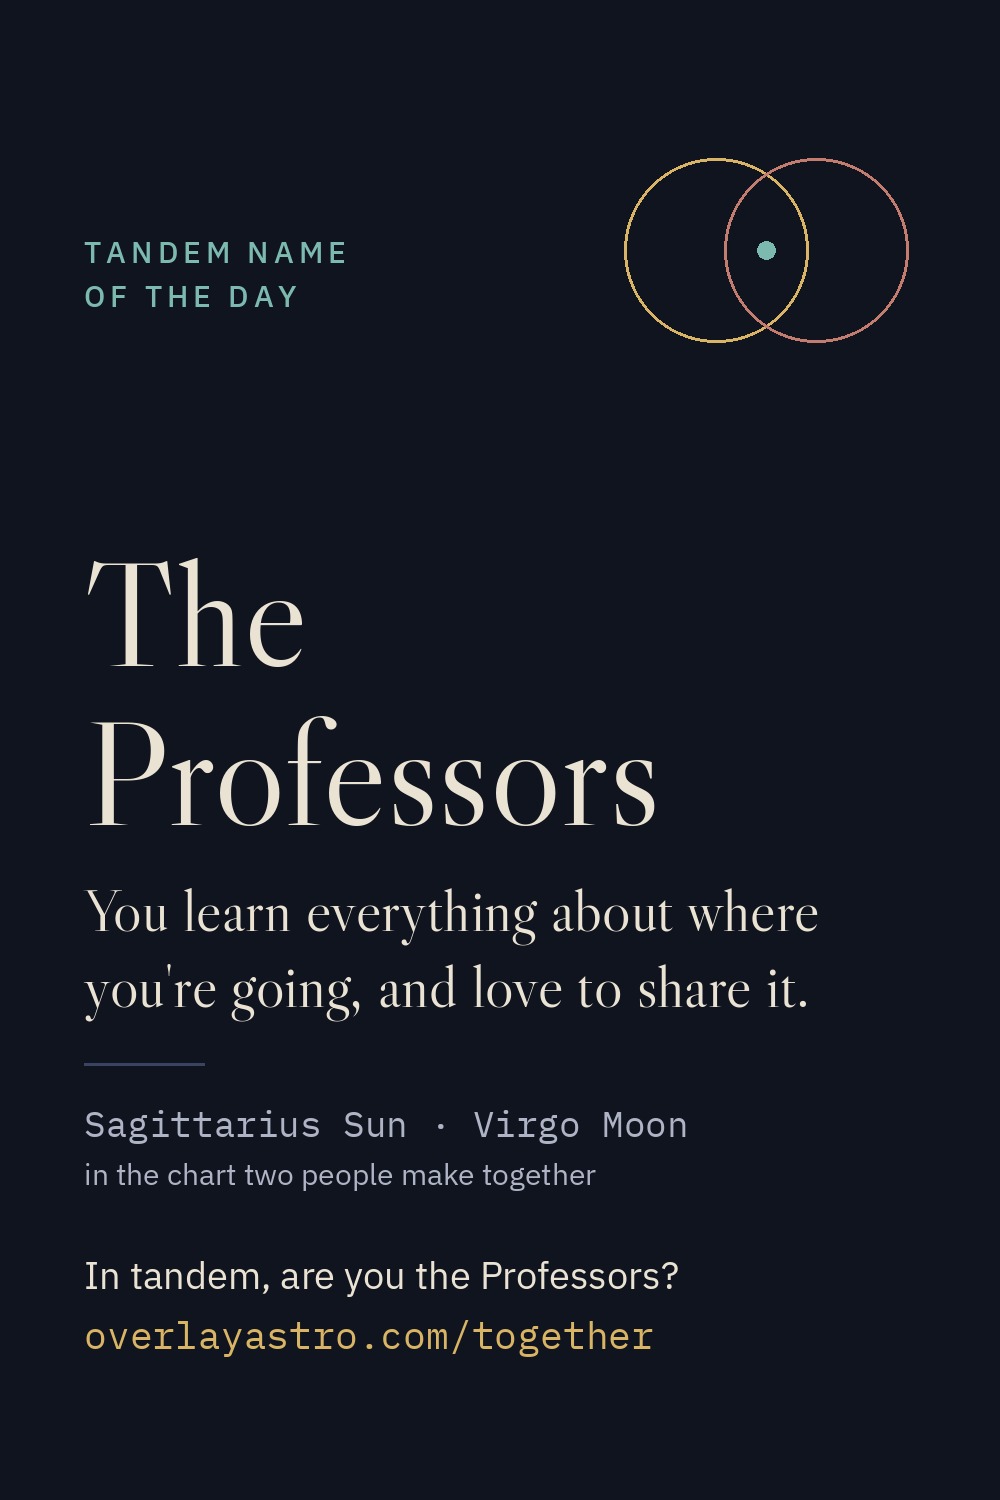 TANDEM NAME
OF THE DAY
The
Professors
You learn everything about where
you're going, and love to share it.
Sagittarius Sun · Virgo Moon
in the chart two people make together
In tandem, are you the Professors?
overlayastro.com/together